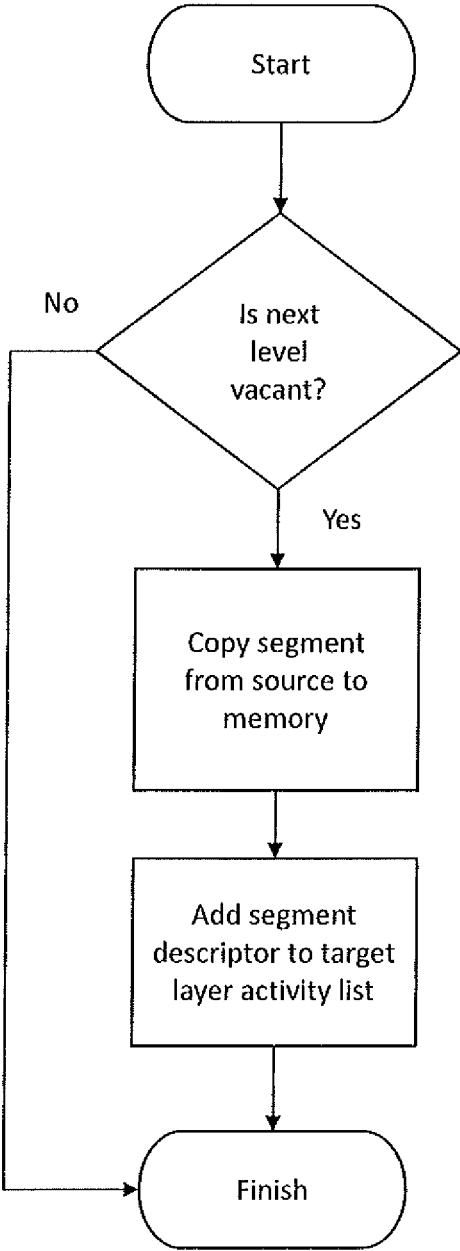 Start
No
Is next
level
vacant?
Yes
Copy segment
from source to
memory
Add segment
descriptor to target
layer activity list
Finish